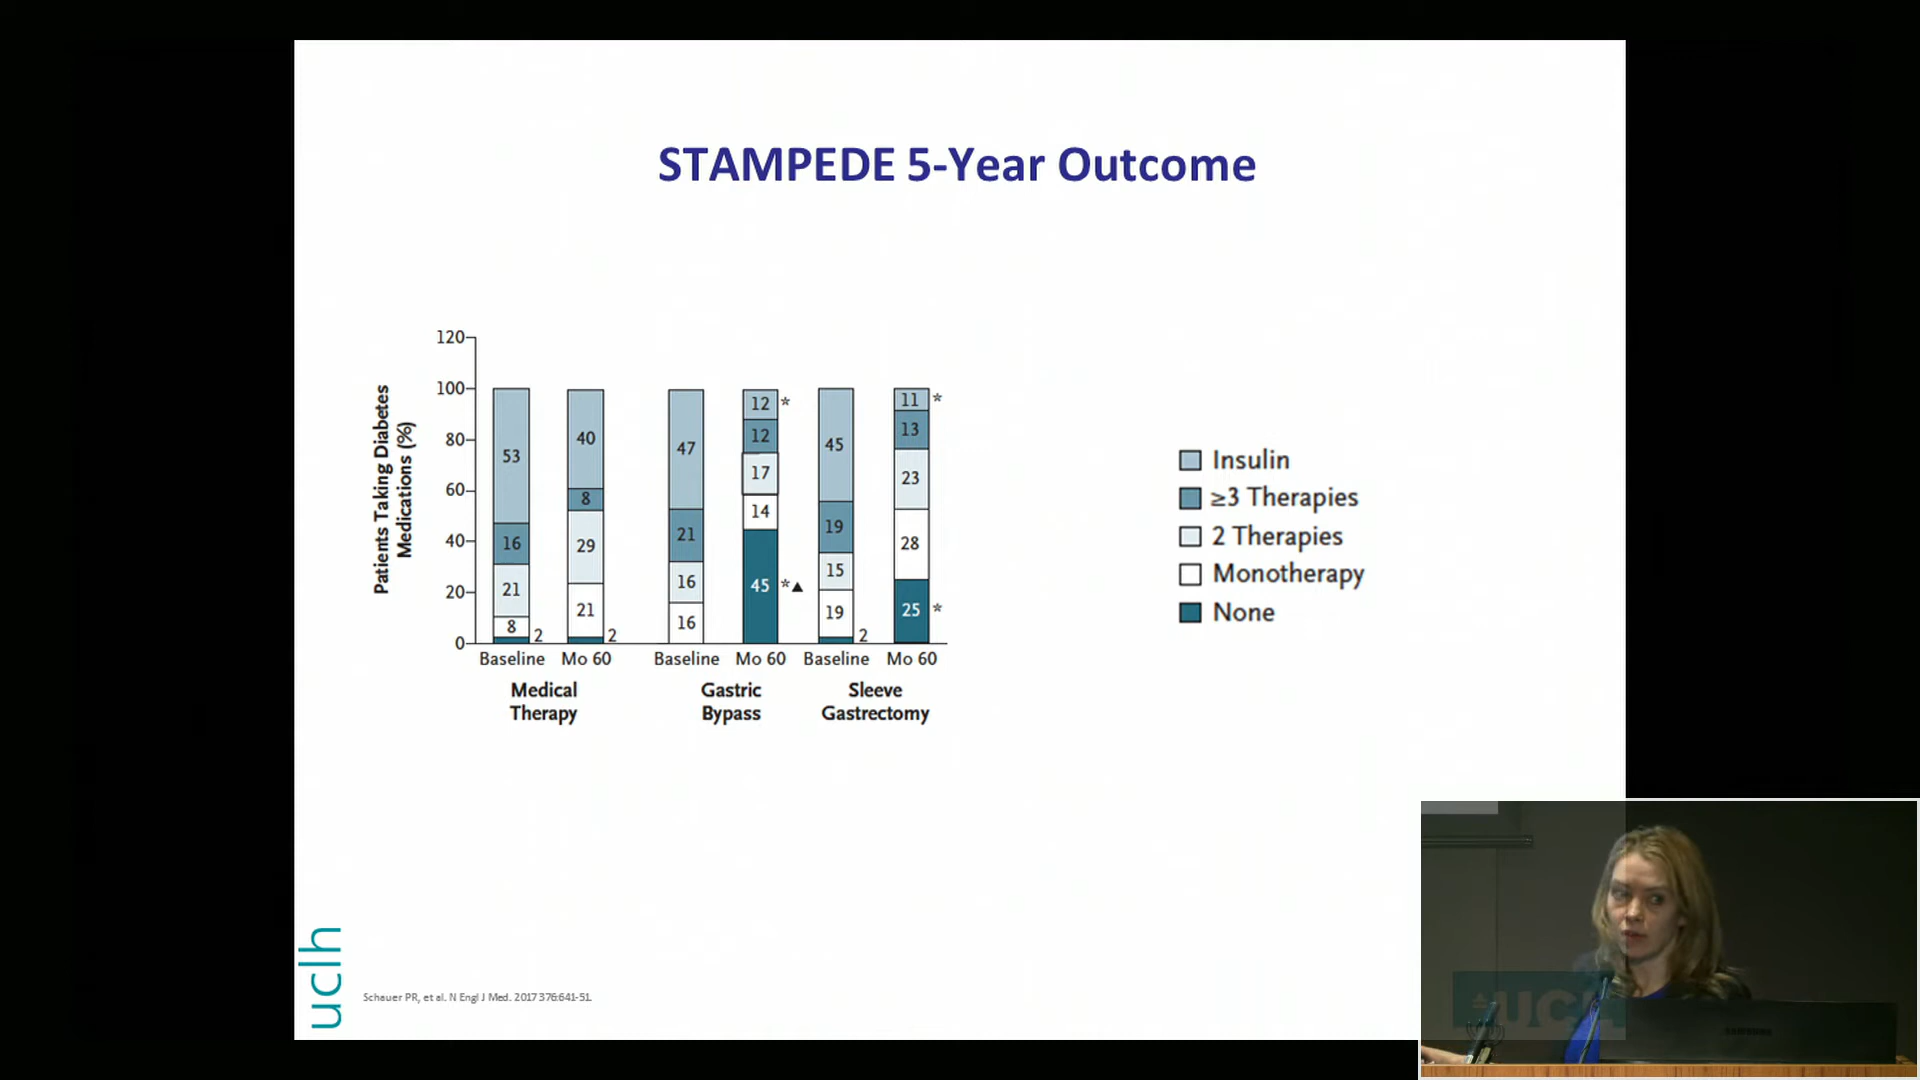 STAMPEDE 5-Year Outcome
Patients Taking Diabetes
Medications (%)
120
100
80
60
40
20
0
53
16
21
8
2
40
8
29
21
2
47
21
16
16
12 *
12
17
14
45 *▲
45
19
15
19
2
11 *
13
23
28
25 *
Baseline Mo 60 Baseline Mo 60 Baseline Mo 60
Medical
Therapy
Gastric
Bypass
Sleeve
Gastrectomy
Insulin
≥3 Therapies
2 Therapies
Monotherapy
None
uclh
Schauer PR, et al. N Engl J Med. 2017 376:641-51.
UCL
SAMSUNG